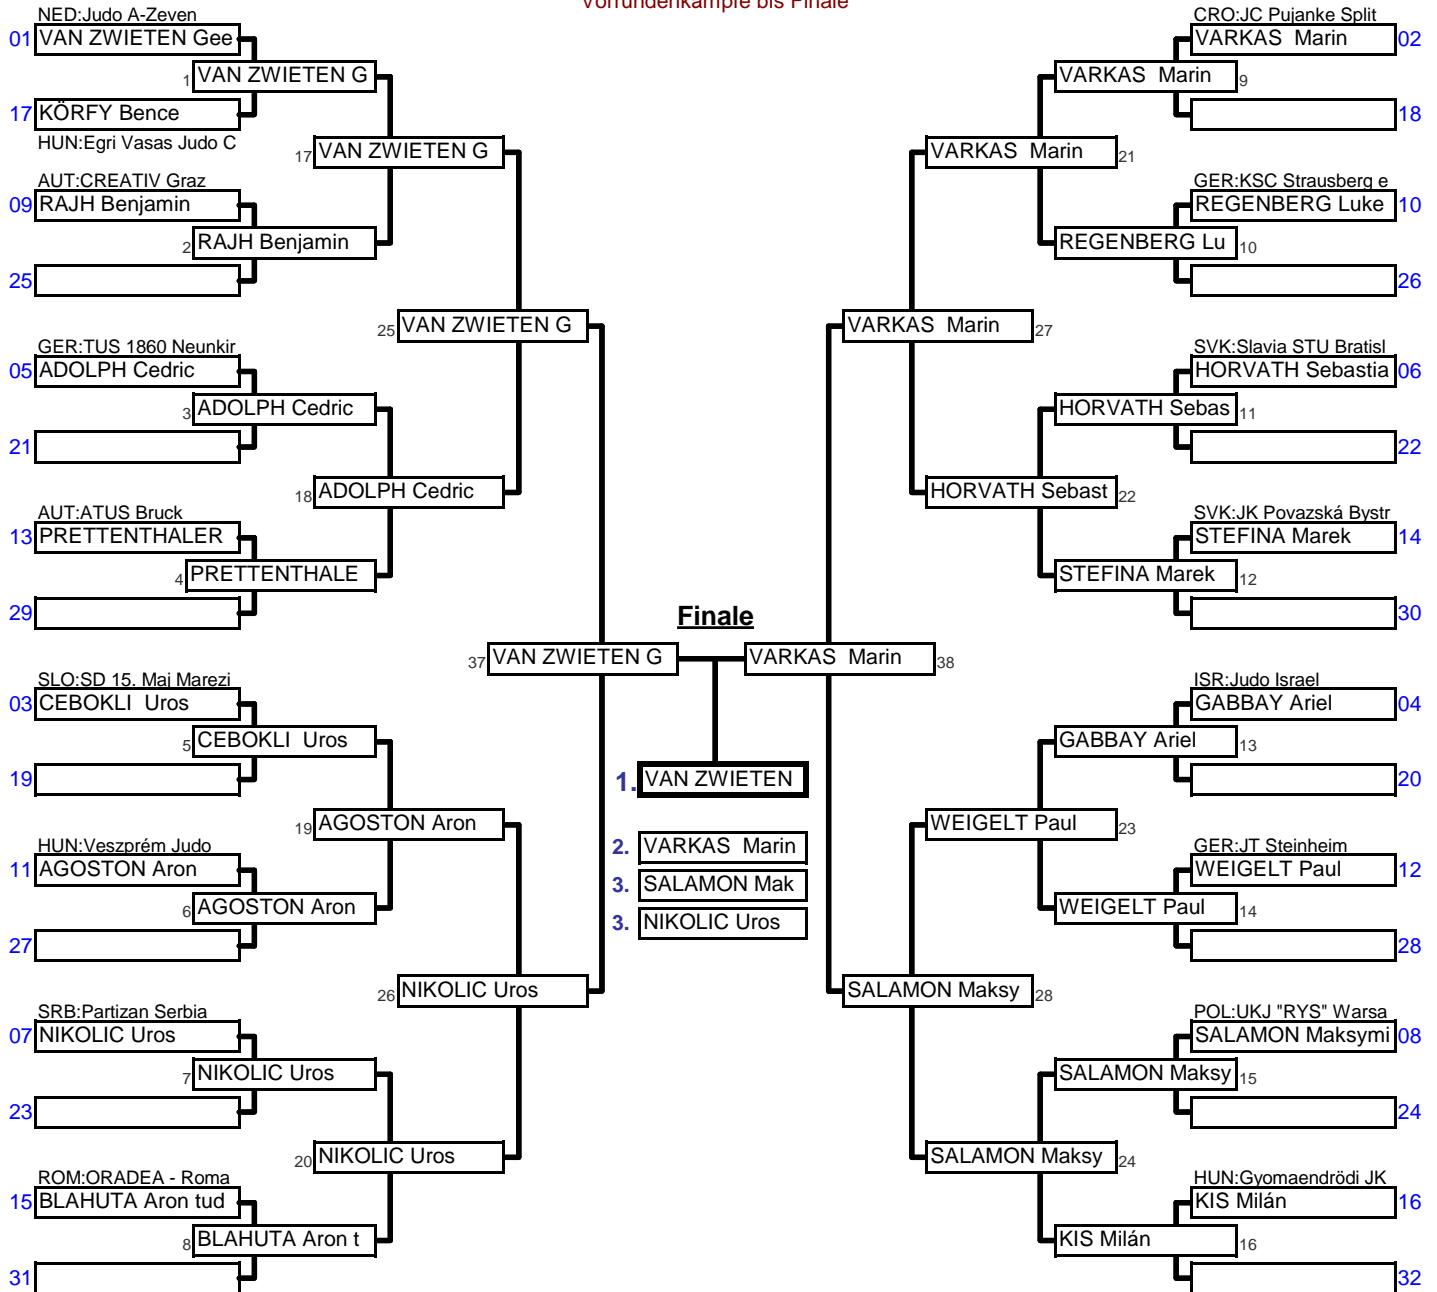 Vorrundenkämpfe bis Finale
NED:Judo A-Zeven
01 VAN ZWIETEN Gee
1 VAN ZWIETEN G
17 KÖRFY Bence
HUN:Egri Vasas Judo C
17 VAN ZWIETEN G
AUT:CREATIV Graz
09 RAJH Benjamin
2 RAJH Benjamin
25
25 VAN ZWIETEN G
GER:TUS 1860 Neunkir
05 ADOLPH Cedric
3 ADOLPH Cedric
21
18 ADOLPH Cedric
AUT:ATUS Bruck
13 PRETTENTHALER
4 PRETTENTHALE
29
37 VAN ZWIETEN G
SLO:SD 15. Maj Marezi
03 CEBOKLI Uros
5 CEBOKLI Uros
19
19 AGOSTON Aron
HUN:Veszprém Judo
11 AGOSTON Aron
6 AGOSTON Aron
27
26 NIKOLIC Uros
SRB:Partizan Serbia
07 NIKOLIC Uros
7 NIKOLIC Uros
23
20 NIKOLIC Uros
ROM:ORADEA - Roma
15 BLAHUTA Aron tud
8 BLAHUTA Aron t
31
Finale
1. VAN ZWIETEN
2. VARKAS Marin
3. SALAMON Mak
3. NIKOLIC Uros
CRO:JC Pujanke Split
VARKAS Marin 02
VARKAS Marin 9
18
VARKAS Marin 21
GER:KSC Strausberg e
REGENBERG Luke 10
REGENBERG Lu 10
26
VARKAS Marin 27
SVK:Slavia STU Bratisl
HORVATH Sebastia 06
HORVATH Sebas 11
22
HORVATH Sebast 22
SVK:JK Povazská Bystr
STEFINA Marek 14
STEFINA Marek 12
30
VARKAS Marin 38
ISR:Judo Israel
GABBAY Ariel 04
GABBAY Ariel 13
20
WEIGELT Paul 23
GER:JT Steinheim
WEIGELT Paul 12
WEIGELT Paul 14
28
SALAMON Maksy 28
POL:UKJ "RYS" Warsa
SALAMON Maksymi 08
SALAMON Maksy 15
24
SALAMON Maksy 24
HUN:Gyomaendrödi JK
KIS Milán 16
KIS Milán 16
32